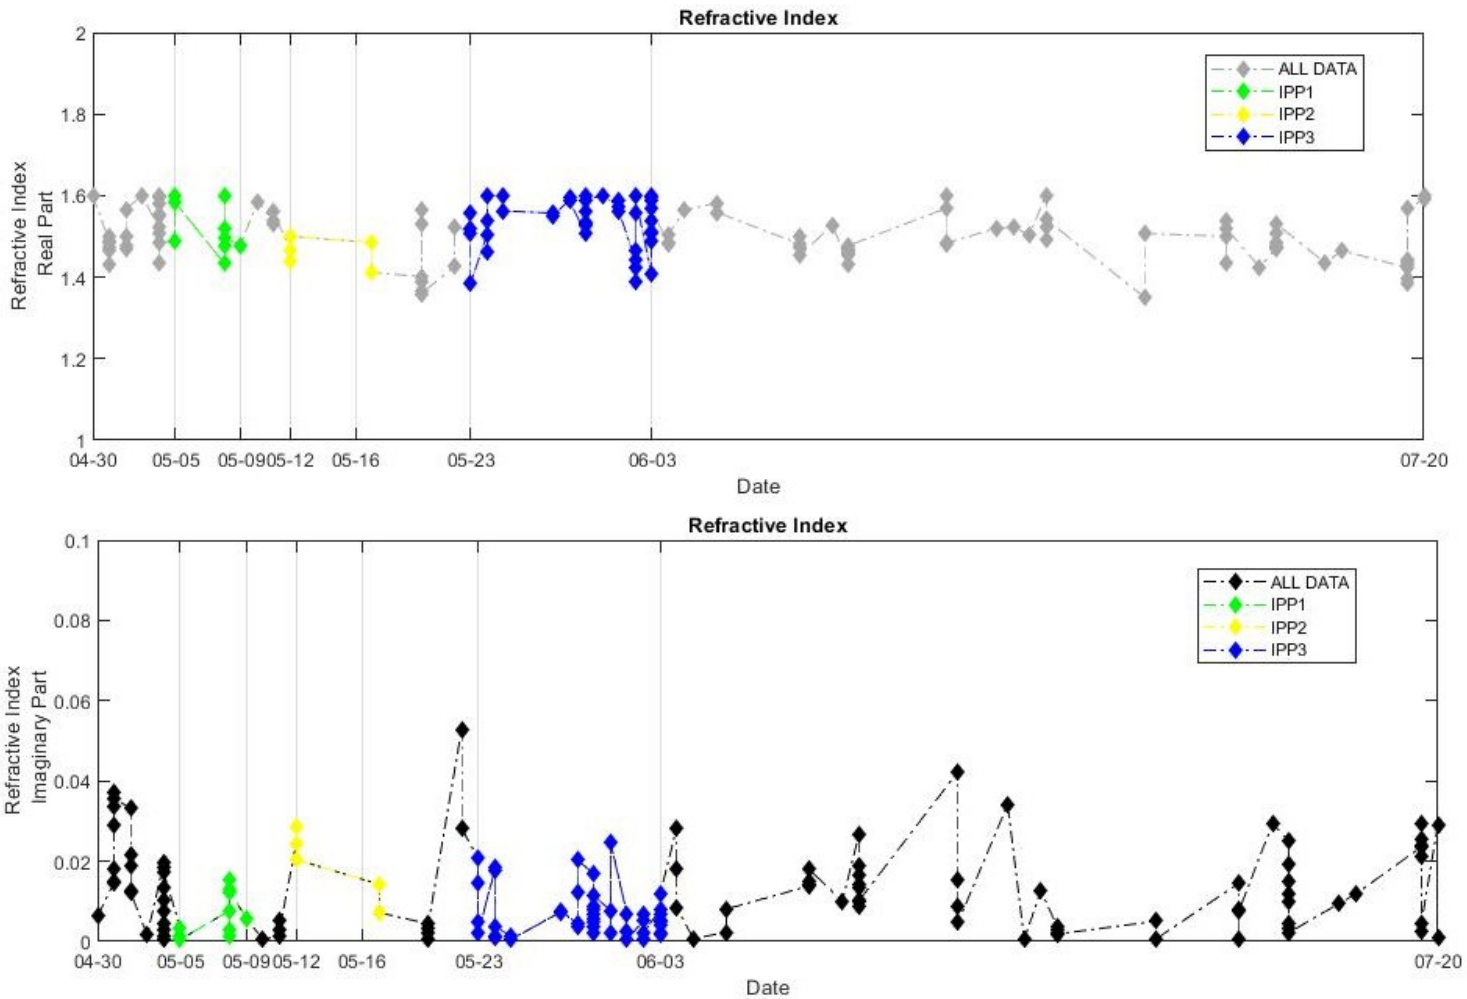 Refractive Index
2
1.8
1.6
1.4
1.2
1
Refractive Index
Real Part
ALL DATA
IPP1
IPP2
IPP3
04-30 05-05 05-09 05-12 05-16 05-23 06-03 07-20
Date
Refractive Index
0.1
0.08
0.06
0.04
0.02
0
Refractive Index
Imaginary Part
ALL DATA
IPP1
IPP2
IPP3
04-30 05-05 05-09 05-12 05-16 05-23 06-03 07-20
Date